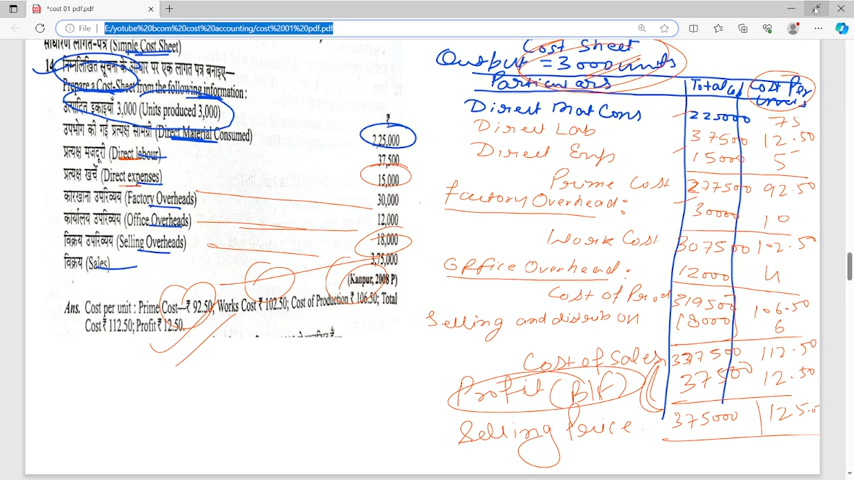 *cost 01 pdf.pdf
File
E:/yotube%20bcom%20cost%20accounting/cost%2001%20pdf.pdf
साधारण लागत-पत्र (Simple Cost Sheet)
14. निम्नलिखित सूचना के आधार पर एक लागत पत्र बनाइए—
Prepare a Cost-Sheet from the following information:
उत्पादित इकाइयाँ 3,000 (Units produced 3,000)
₹
उपभोग की गई प्रत्यक्ष सामग्री (Direct Material Consumed) 2,25,000
प्रत्यक्ष मजदूरी (Direct labour) 37,500
प्रत्यक्ष खर्चे (Direct expenses) 15,000
कारखाना उपरिव्यय (Factory Overheads) 30,000
कार्यालय उपरिव्यय (Office Overheads) 12,000
विक्रय उपरिव्यय (Selling Overheads) 18,000
विक्रय (Sales) 3,75,000
(Kanpur, 2008 P)
Ans. Cost per unit : Prime Cost—₹ 92.50, Works Cost ₹ 102.50; Cost of Production ₹ 106.50; Total
Cost ₹ 112.50; Profit ₹ 12.50.
Cost Sheet
Output = 3000 units
Particulars Total Cost Per
Direct Mat Cons 225000 75
Direct Lab 37500 12.50
Direct Exp 15000 5
Prime Cost 277500 92.50
Factory Overhead: 30000 10
Work Cost 307500 102.50
Office Overhead: 12000 4
Cost of Prod 319500 106.50
Selling and distribution 18000 6
Cost of Sales 337500 112.50
Profit (B/F) 37500 12.50
Selling Price 375000 125.00